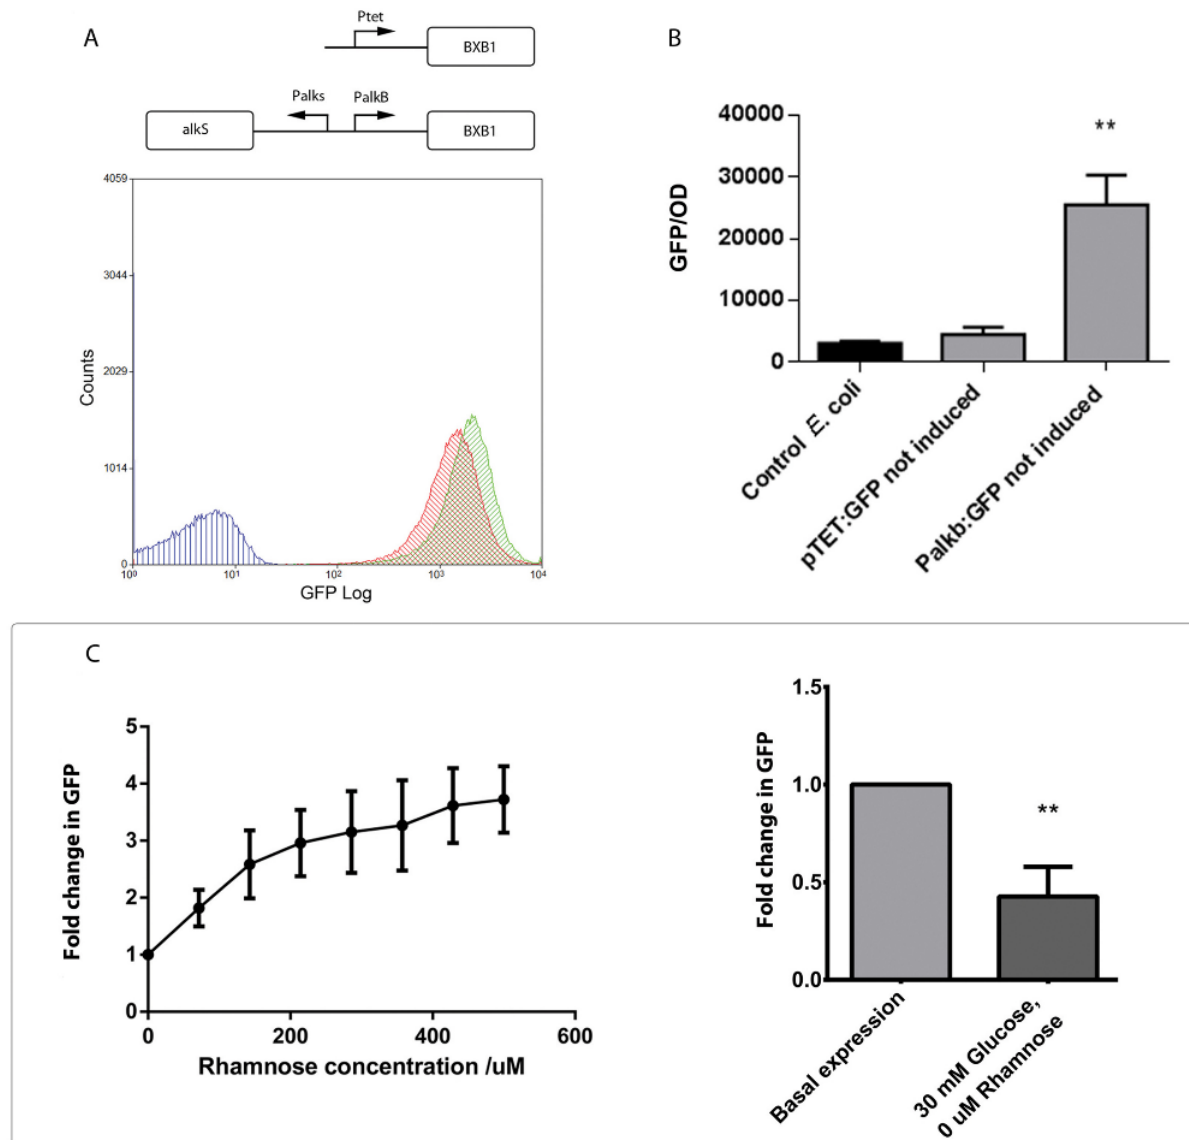 A
Ptet
BXB1
Palks
PalkB
alkS
BXB1
4059
3044
2029
1014
0
Counts
10⁰
10¹
10²
10³
10⁴
GFP Log
B
40000
30000
20000
10000
0
GFP/OD
**
Control E. coli
pTET:GFP not induced
Palkb:GFP not induced
C
5
4
3
2
1
0
Fold change in GFP
0
200
400
600
Rhamnose concentration /uM
1.5
1.0
0.5
0.0
Fold change in GFP
**
Basal expression
30 mM Glucose,
0 uM Rhamnose